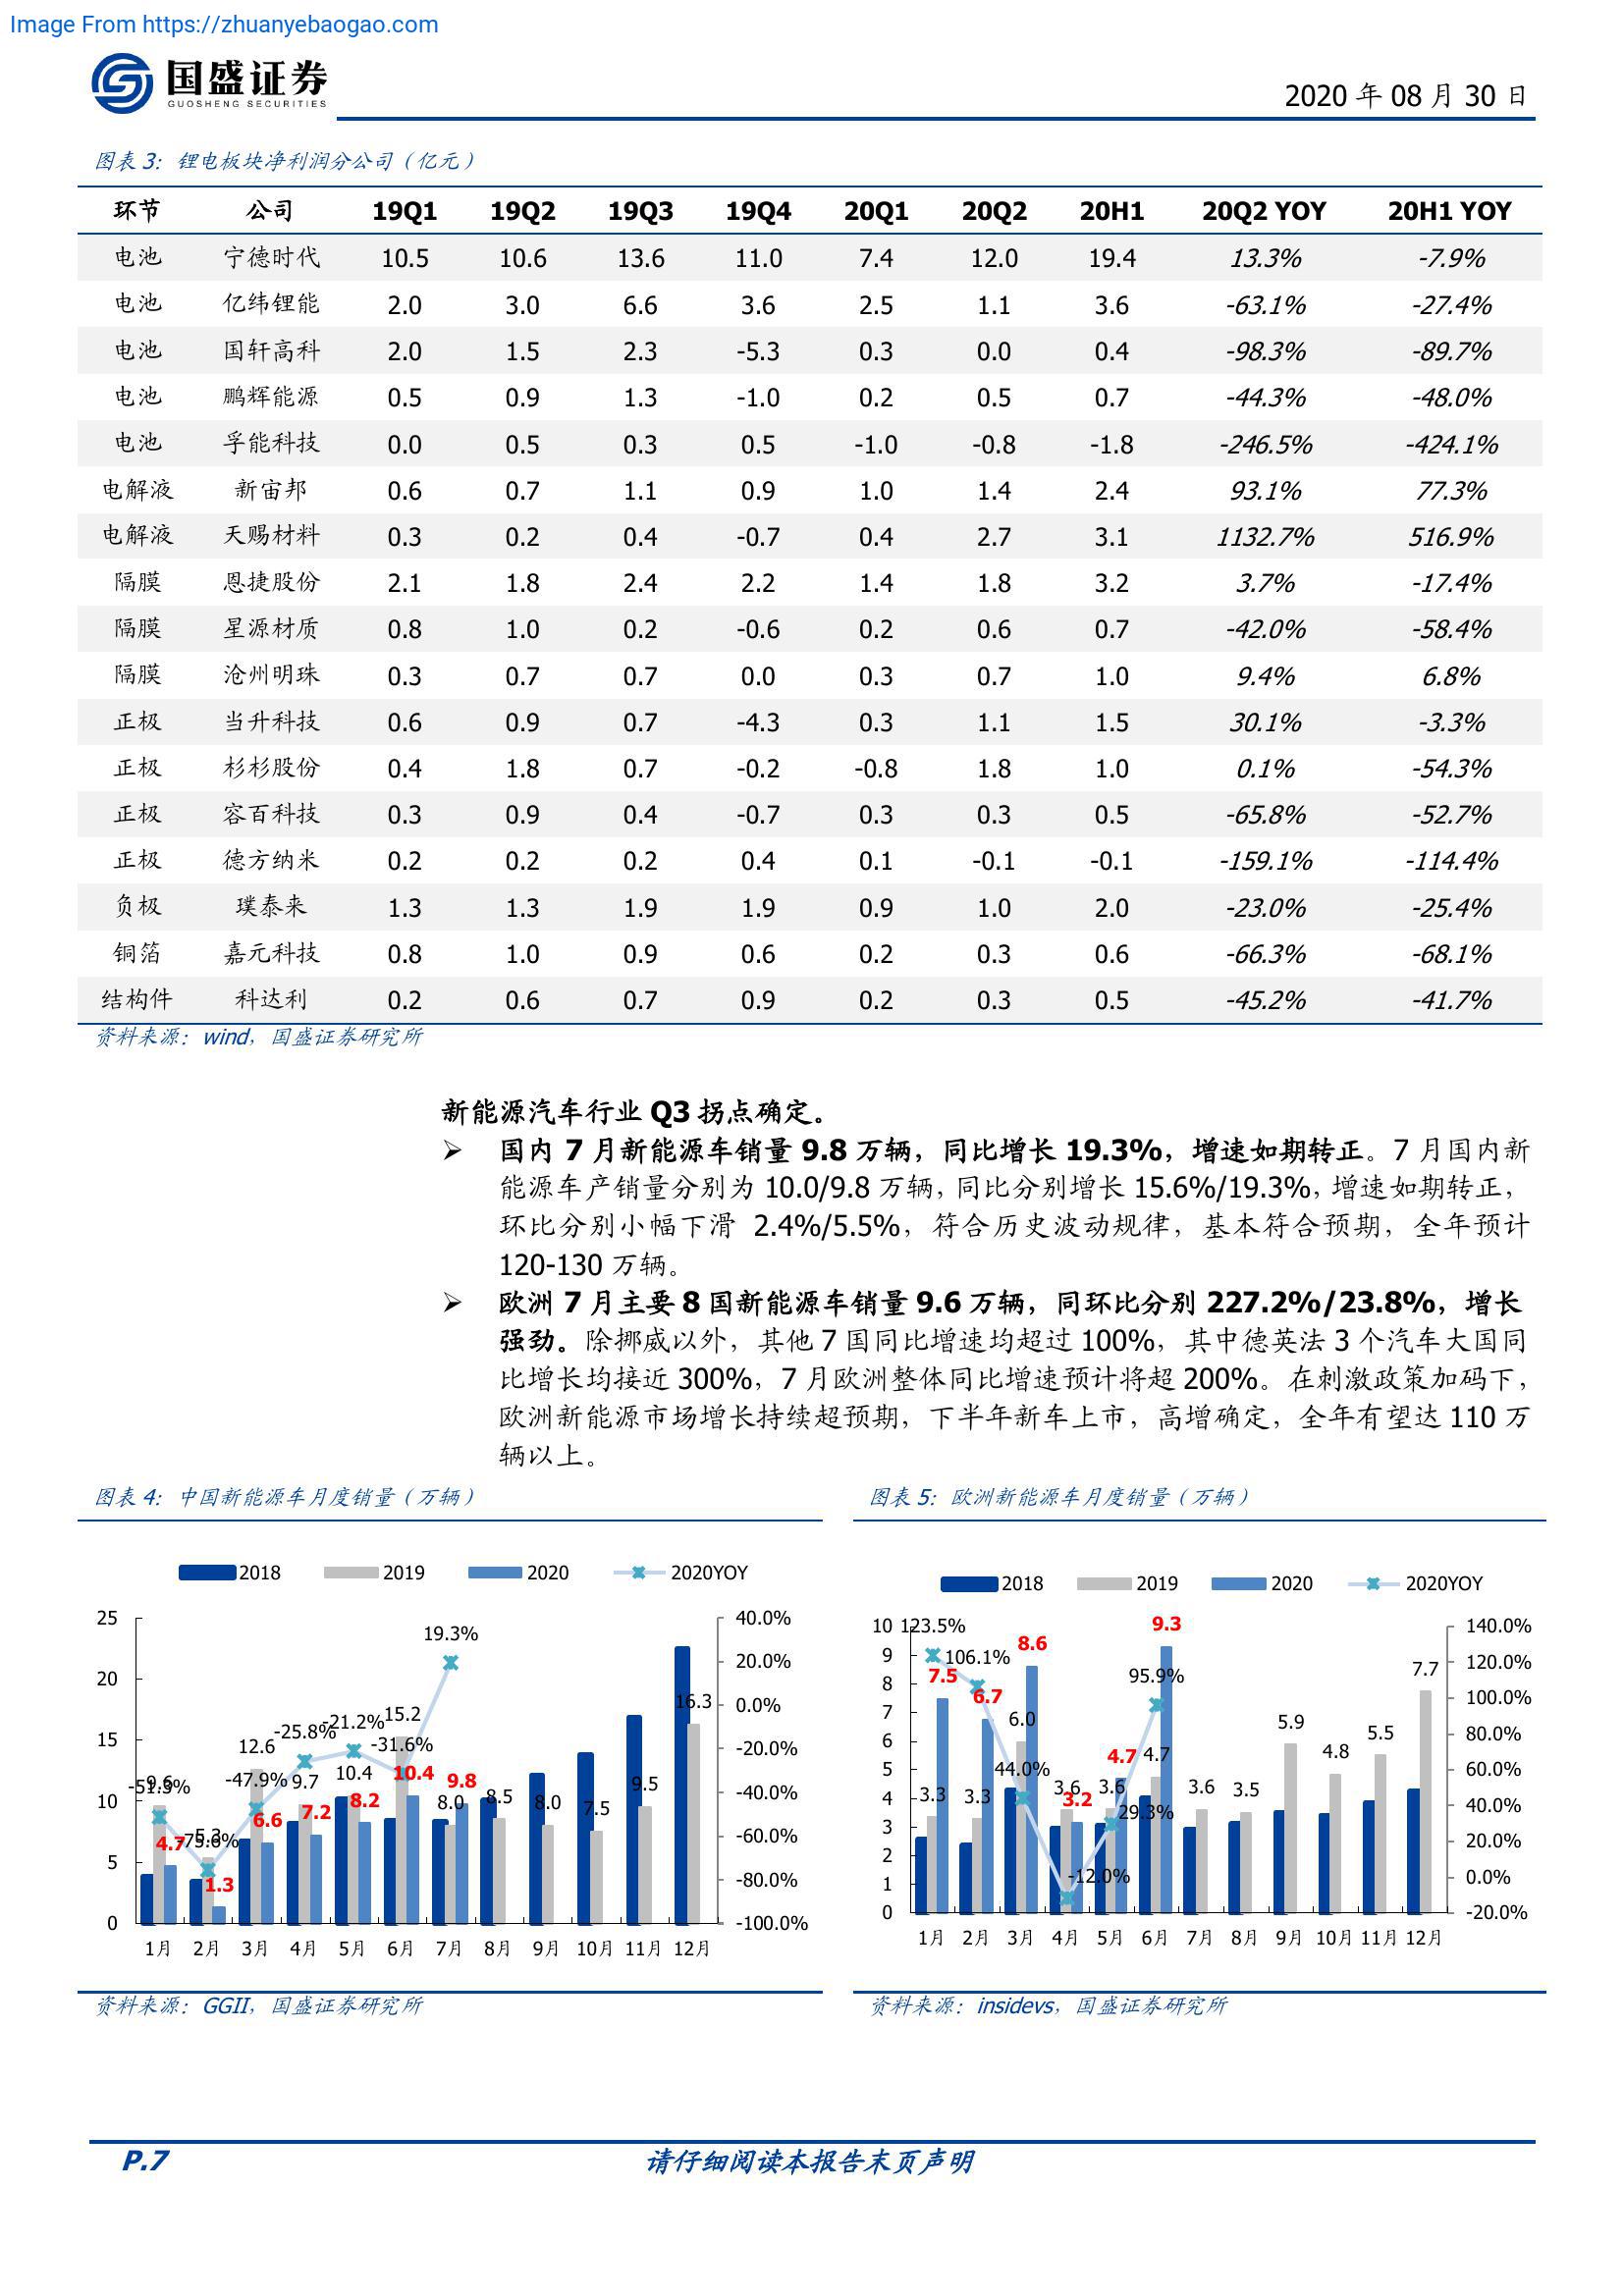 Image From https://zhuanyebaogao.com
国盛证券
GUOSHENG SECURITIES
2020 年 08 月 30 日
图表 3：锂电板块净利润分公司（亿元）
环节 公司 19Q1 19Q2 19Q3 19Q4 20Q1 20Q2 20H1 20Q2 YOY 20H1 YOY
电池 宁德时代 10.5 10.6 13.6 11.0 7.4 12.0 19.4 13.3% -7.9%
电池 亿纬锂能 2.0 3.0 6.6 3.6 2.5 1.1 3.6 -63.1% -27.4%
电池 国轩高科 2.0 1.5 2.3 -5.3 0.3 0.0 0.4 -98.3% -89.7%
电池 鹏辉能源 0.5 0.9 1.3 -1.0 0.2 0.5 0.7 -44.3% -48.0%
电池 孚能科技 0.0 0.5 0.3 0.5 -1.0 -0.8 -1.8 -246.5% -424.1%
电解液 新宙邦 0.6 0.7 1.1 0.9 1.0 1.4 2.4 93.1% 77.3%
电解液 天赐材料 0.3 0.2 0.4 -0.7 0.4 2.7 3.1 1132.7% 516.9%
隔膜 恩捷股份 2.1 1.8 2.4 2.2 1.4 1.8 3.2 3.7% -17.4%
隔膜 星源材质 0.8 1.0 0.2 -0.6 0.2 0.6 0.7 -42.0% -58.4%
隔膜 沧州明珠 0.3 0.7 0.7 0.0 0.3 0.7 1.0 9.4% 6.8%
正极 当升科技 0.6 0.9 0.7 -4.3 0.3 1.1 1.5 30.1% -3.3%
正极 杉杉股份 0.4 1.8 0.7 -0.2 -0.8 1.8 1.0 0.1% -54.3%
正极 容百科技 0.3 0.9 0.4 -0.7 0.3 0.3 0.5 -65.8% -52.7%
正极 德方纳米 0.2 0.2 0.2 0.4 0.1 -0.1 -0.1 -159.1% -114.4%
负极 璞泰来 1.3 1.3 1.9 1.9 0.9 1.0 2.0 -23.0% -25.4%
铜箔 嘉元科技 0.8 1.0 0.9 0.6 0.2 0.3 0.6 -66.3% -68.1%
结构件 科达利 0.2 0.6 0.7 0.9 0.2 0.3 0.5 -45.2% -41.7%
资料来源：wind，国盛证券研究所
新能源汽车行业 Q3 拐点确定。
➢ 国内 7 月新能源车销量 9.8 万辆，同比增长 19.3%，增速如期转正。7 月国内新
能源车产销量分别为 10.0/9.8 万辆，同比分别增长 15.6%/19.3%，增速如期转正，
环比分别小幅下滑 2.4%/5.5%，符合历史波动规律，基本符合预期，全年预计
120-130 万辆。
➢ 欧洲 7 月主要 8 国新能源车销量 9.6 万辆，同环比分别 227.2%/23.8%，增长
强劲。除挪威以外，其他 7 国同比增速均超过 100%，其中德英法 3 个汽车大国同
比增长均接近 300%，7 月欧洲整体同比增速预计将超 200%。在刺激政策加码下，
欧洲新能源市场增长持续超预期，下半年新车上市，高增确定，全年有望达 110 万
辆以上。
图表 4：中国新能源车月度销量（万辆）
2018 2019 2020 2020YOY
25 20 15 10 5 0
40.0% 20.0% 0.0% -20.0% -40.0% -60.0% -80.0% -100.0%
9.6 5.3 12.6 9.7 10.4 15.2 8.0 8.5 8.0 7.5 9.5 16.3
4.7 1.3 6.6 7.2 8.2 10.4 9.8
-75.6% -47.9% -25.8% -21.2% -31.6% 19.3%
1月 2月 3月 4月 5月 6月 7月 8月 9月 10月 11月 12月
资料来源：GGII，国盛证券研究所
图表 5：欧洲新能源车月度销量（万辆）
2018 2019 2020 2020YOY
10 9 8 7 6 5 4 3 2 1 0
140.0% 120.0% 100.0% 80.0% 60.0% 40.0% 20.0% 0.0% -20.0%
3.3 3.3 6.0 3.6 3.6 4.7 3.6 3.5 5.9 4.8 5.5 7.7
7.5 6.7 8.6 3.2 4.7 9.3
123.5% 106.1% 44.0% -12.0% 29.3% 95.9%
1月 2月 3月 4月 5月 6月 7月 8月 9月 10月 11月 12月
资料来源：insidevs，国盛证券研究所
P.7
请仔细阅读本报告末页声明